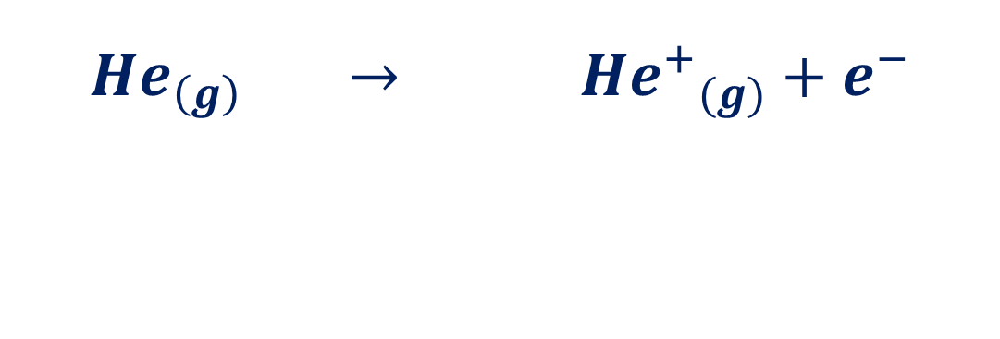 He(g) → He⁺(g) + e⁻